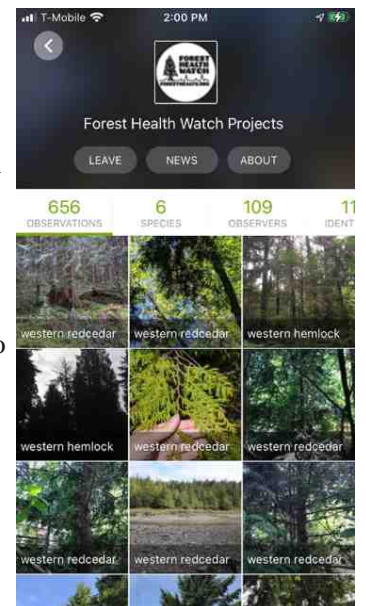 T-Mobile 2:00 PM
FOREST
HEALTH
WATCH
FORESTHEALTH.ORG
Forest Health Watch Projects
LEAVE NEWS ABOUT
656 6 109 11
OBSERVATIONS SPECIES OBSERVERS IDENT
western redcedar western redcedar western hemlock
western hemlock western redcedar western redcedar
western redcedar western redcedar western redcedar